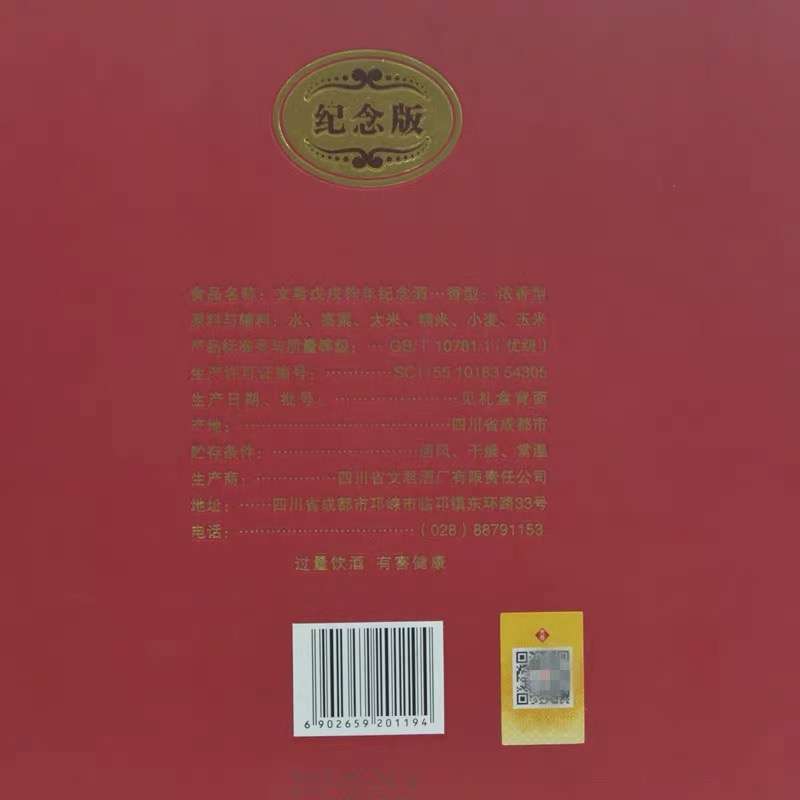 纪念版
食品名称：文君戊戌狗年纪念酒…香型：浓香型
原料与辅料：水、高粱、大米、糯米、小麦、玉米
产品标准号与质量等级：…GB/T 10781.1（优级）
生产许可证编号：…………SC11551018354305
生产日期、批号：………………见礼盒背面
产地：…………………………四川省成都市
贮存条件：…………………通风、干燥、常温
生产商：…………四川省文君酒厂有限责任公司
地址：……四川省成都市邛崃市临邛镇东环路33号
电话：…………………………（028）88791153
过量饮酒 有害健康
6 902659 201194